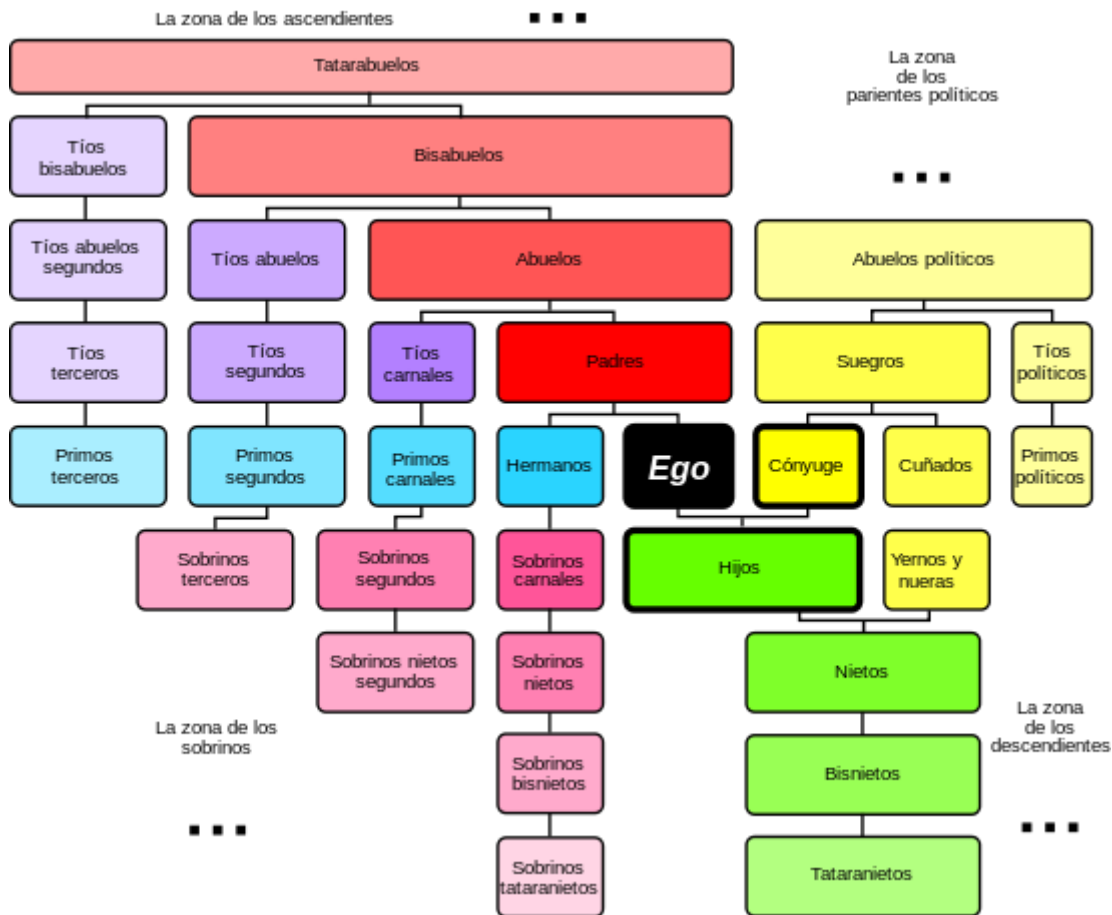 La zona de los ascendientes
Tatarabuelos
La zona
de los
parientes políticos
Tíos
bisabuelos
Bisabuelos
Tíos abuelos
segundos
Tíos abuelos
Abuelos
Abuelos políticos
Tíos
terceros
Tíos
segundos
Tíos
carnales
Padres
Suegros
Tíos
políticos
Primos
terceros
Primos
segundos
Primos
carnales
Hermanos
Ego
Cónyuge
Cuñados
Primos
políticos
Sobrinos
terceros
Sobrinos
segundos
Sobrinos
carnales
Hijos
Yernos y
nueras
Sobrinos nietos
segundos
Sobrinos
nietos
Nietos
La zona de los
sobrinos
La zona
de los
descendientes
Sobrinos
bisnietos
Bisnietos
Sobrinos
tataranietos
Tataranietos